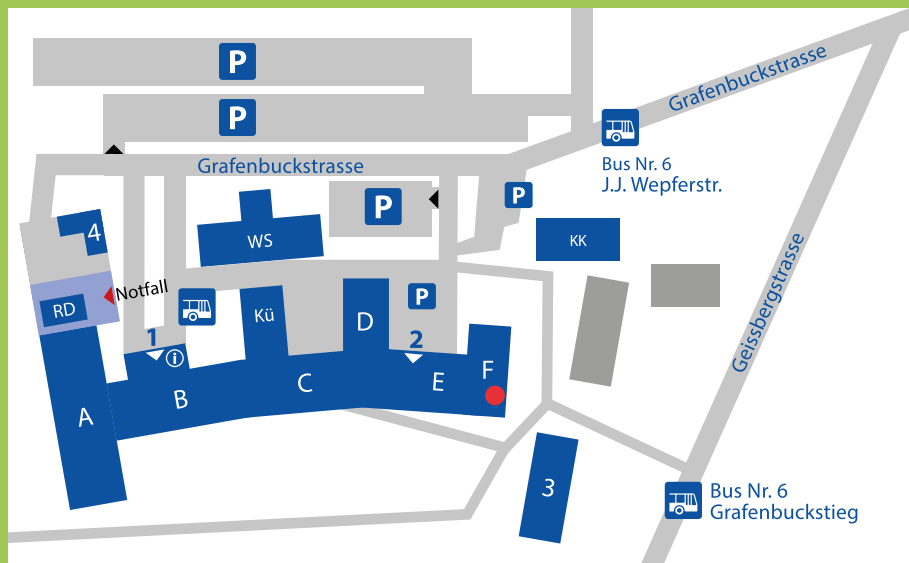 P
P
Grafenbuckstrasse
Grafenbuckstrasse
Bus Nr. 6
J.J. Wepferstr.
P
P
4
WS
KK
Notfall
RD
P
Kü
D
1
i
2
F
A
B
C
E
Geissbergstrasse
3
Bus Nr. 6
Grafenbuckstieg